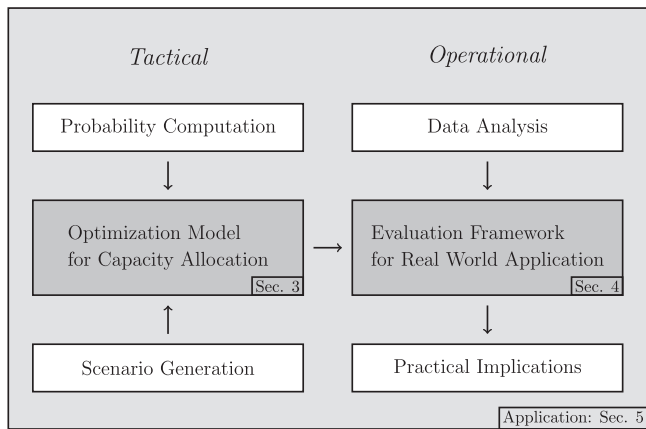 Tactical
Operational
Probability Computation
Data Analysis
Optimization Model
for Capacity Allocation
Sec. 3
Evaluation Framework
for Real World Application
Sec. 4
Scenario Generation
Practical Implications
Application: Sec. 5